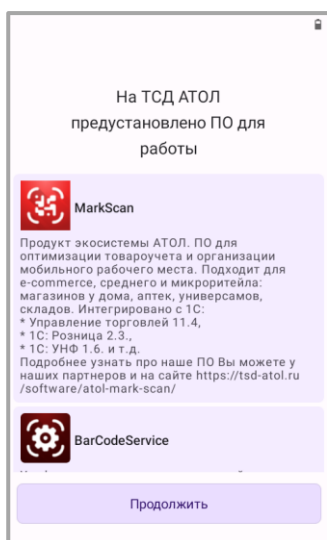 На ТСД АТОЛ
предустановлено ПО для
работы
MarkScan
Продукт экосистемы АТОЛ. ПО для
оптимизации товароучета и организации
мобильного рабочего места. Подходит для
e-commerce, среднего и микроритейла:
магазинов у дома, аптек, универсамов,
складов. Интегрировано с 1С:
* Управление торговлей 11.4,
* 1С: Розница 2.3.,
* 1С: УНФ 1.6. и т.д.
Подробнее узнать про наше ПО Вы можете у
наших партнеров и на сайте https://tsd-atol.ru
/software/atol-mark-scan/
BarCodeService
Продолжить